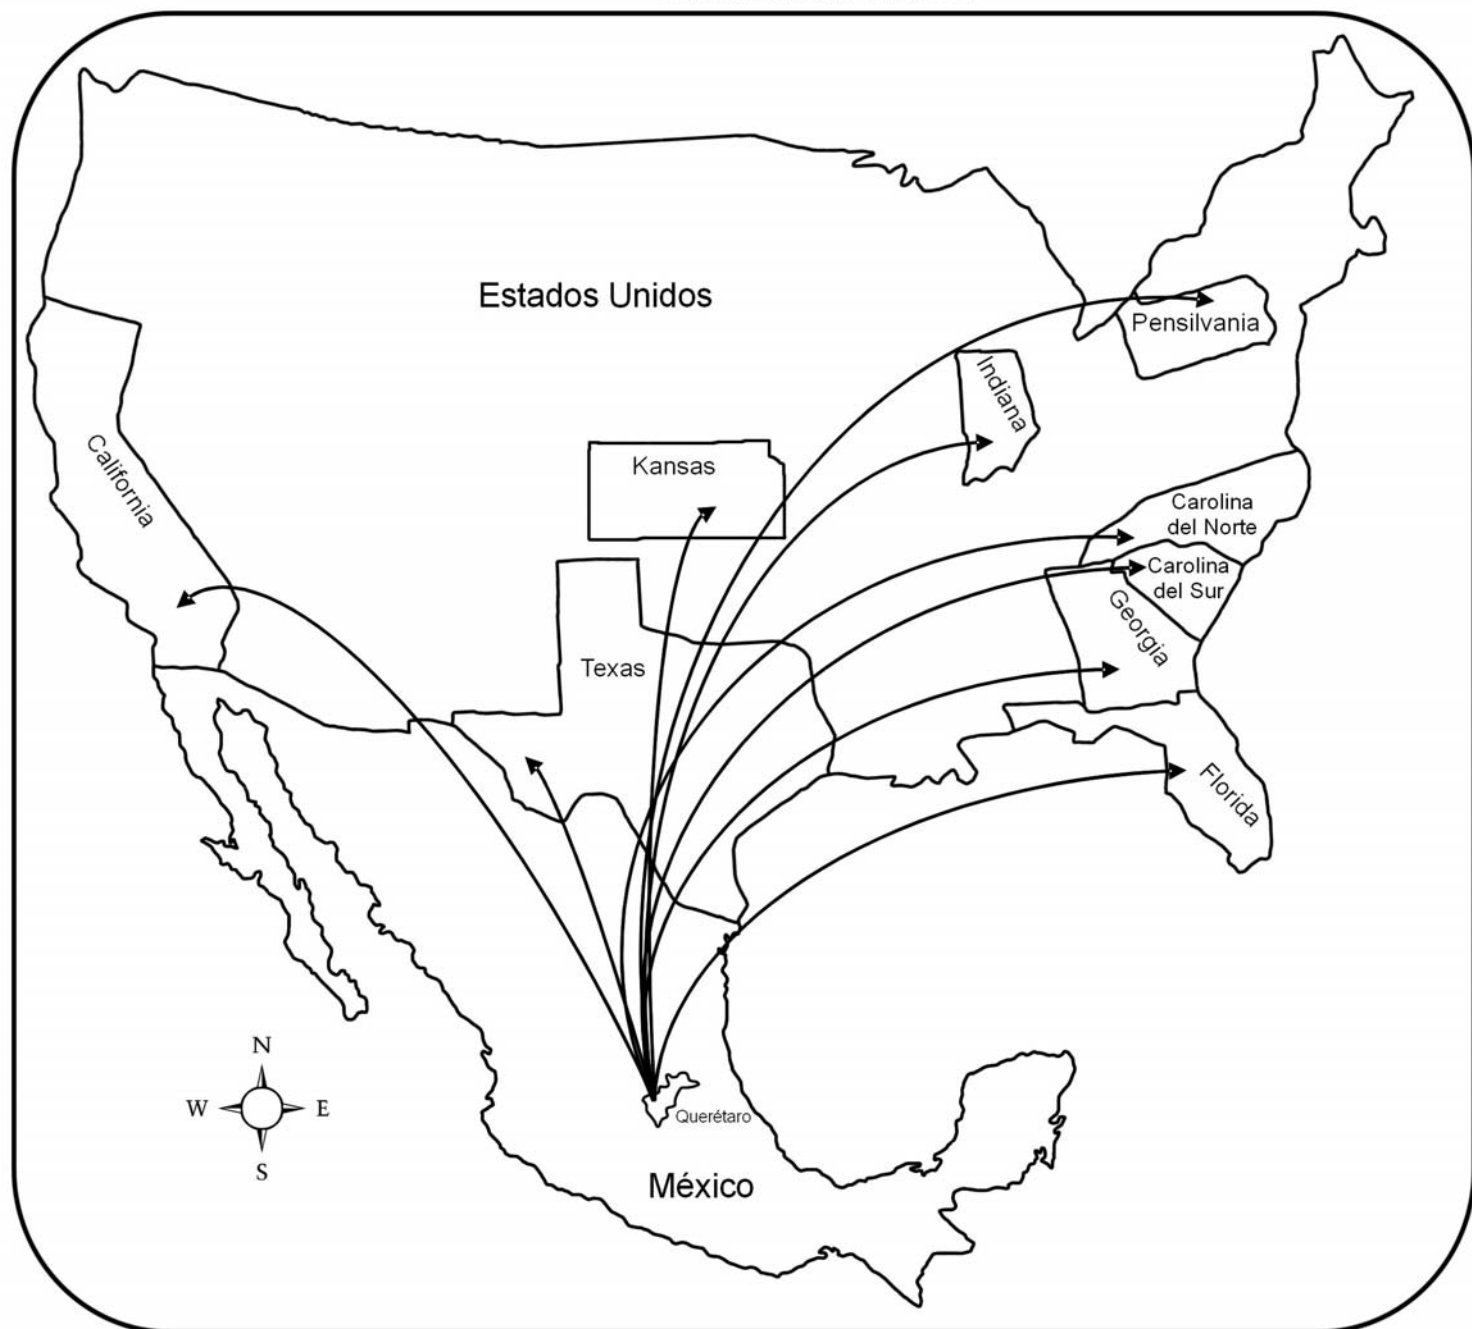 Estados Unidos
Pensilvania
Indiana
California
Kansas
Carolina
del Norte
Carolina
del Sur
Georgia
Texas
Florida
N
W
E
S
Querétaro
México